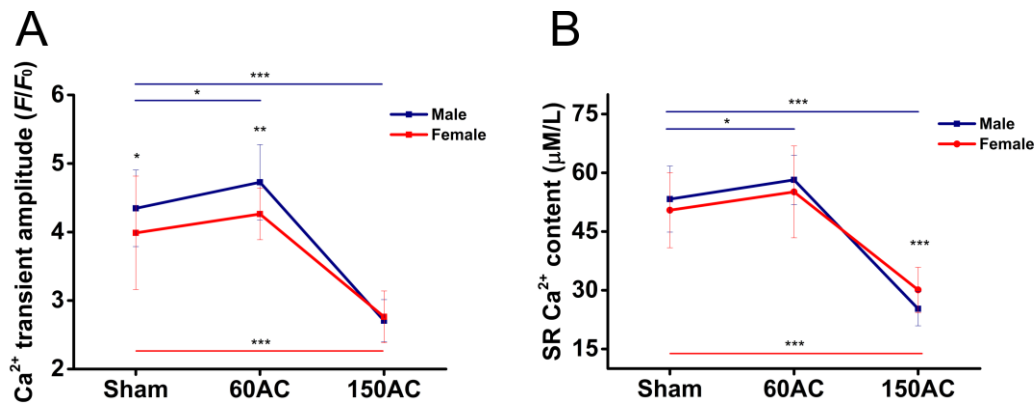 A
Ca²⁺ transient amplitude (F/F₀)
6
5
4
3
2
***
*
**
*
***
Male
Female
Sham
60AC
150AC
B
SR Ca²⁺ content (μM/L)
75
60
45
30
15
***
*
***
***
Male
Female
Sham
60AC
150AC